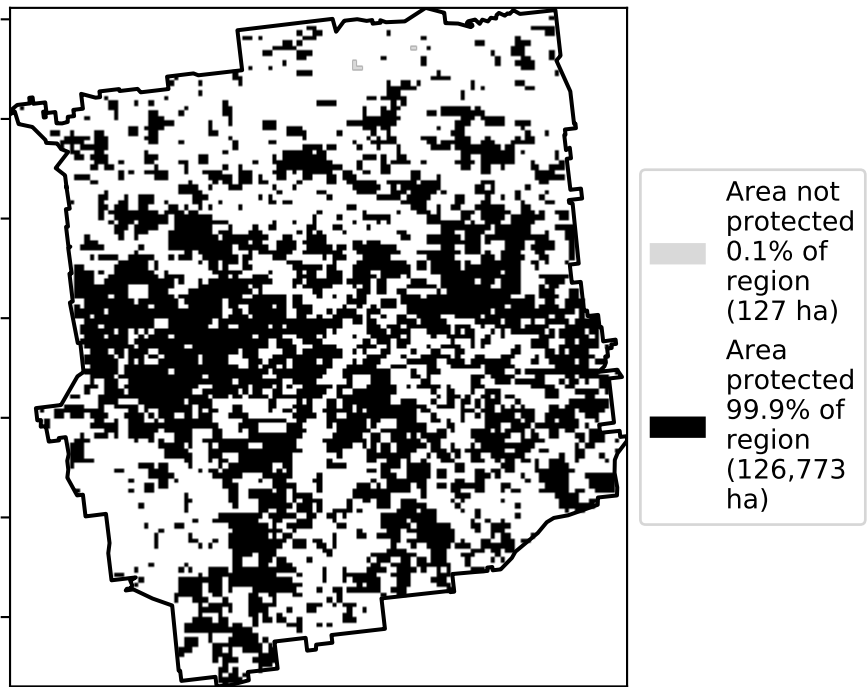 Area not
protected
0.1% of
region
(127 ha)
Area
protected
99.9% of
region
(126,773
ha)